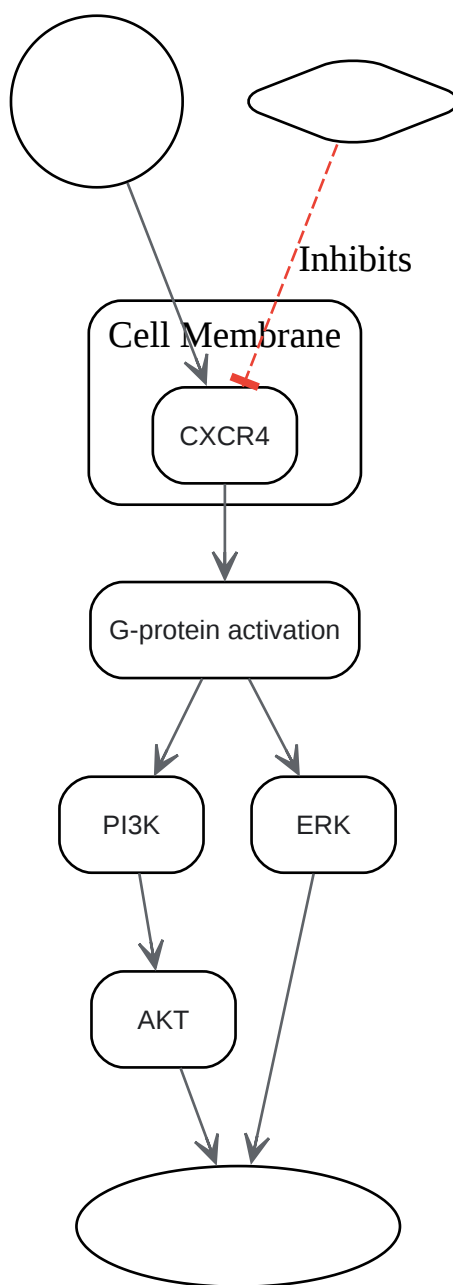 Inhibits
Cell Membrane
CXCR4
G-protein activation
PI3K
ERK
AKT